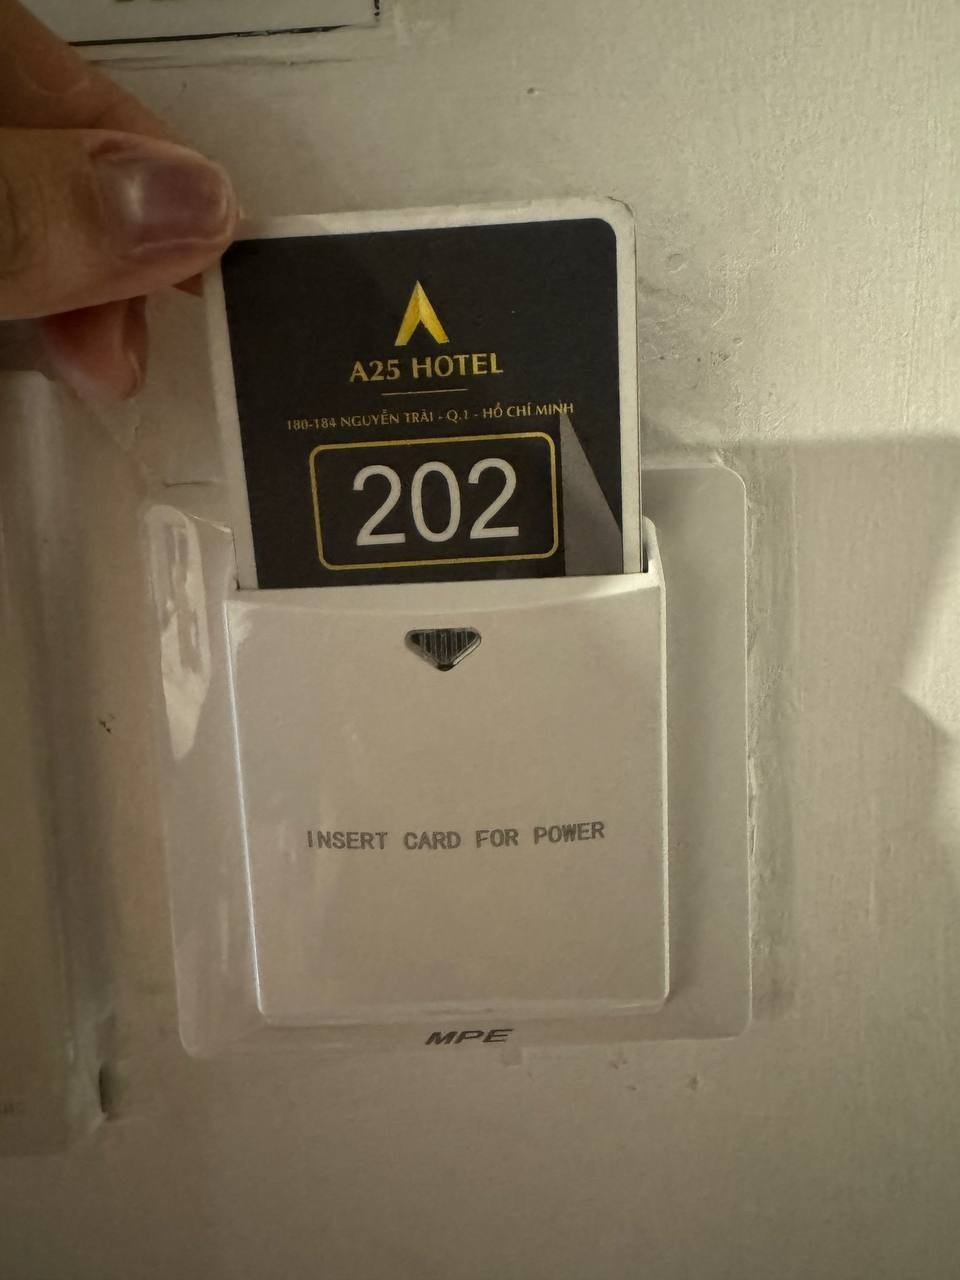 A25 HOTEL
180-184 NGUYỄN TRÃI - Q.1 - HỒ CHÍ MINH
202
INSERT CARD FOR POWER
MPE